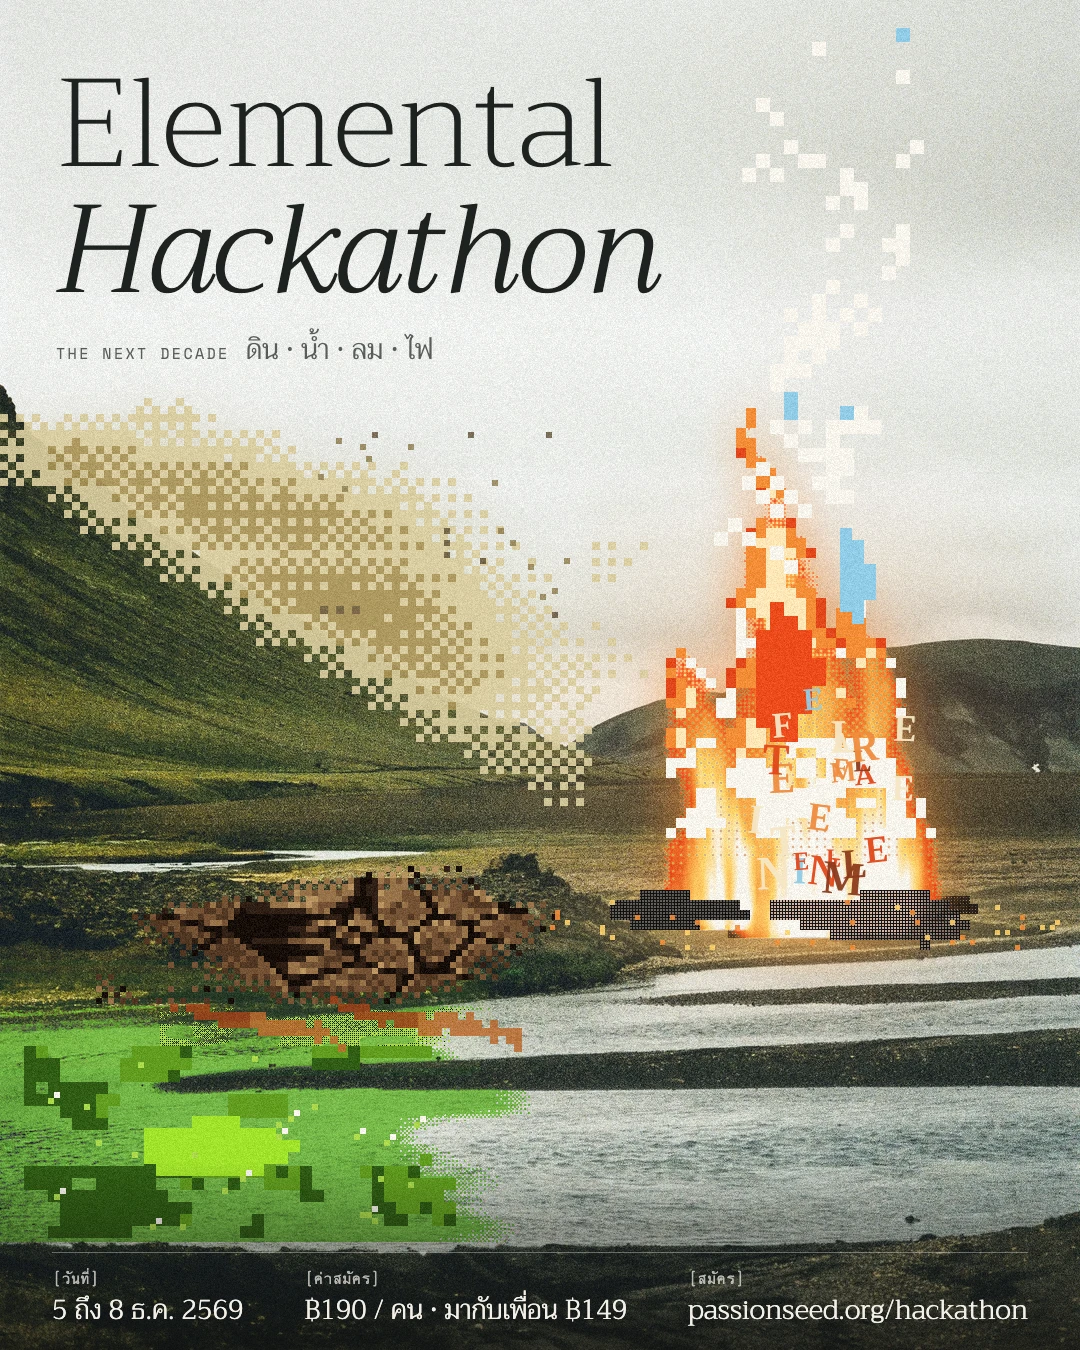 Elemental
Hackathon
THE NEXT DECADE ดิน · น้ำ · ลม · ไฟ
[วันที่] [ค่าสมัคร] [สมัคร]
5 ถึง 8 ธ.ค. 2569 ฿190 / คน · มากับเพื่อน ฿149 passionseed.org/hackathon